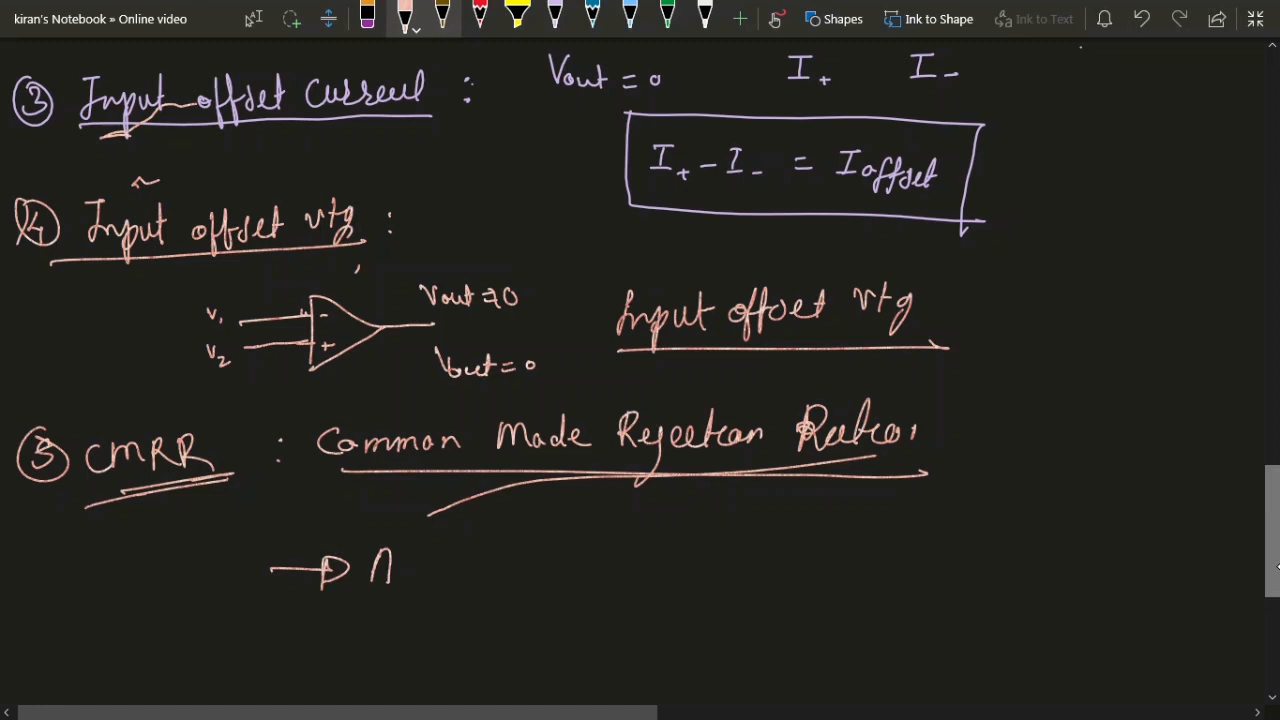 kiran's Notebook » Online video
Shapes
Ink to Shape
Ink to Text
③ Input offset Current :
Vout = 0 I+ I-
I+ - I- = Ioffset
④ Input offset vtg :
V1 - Vout ≠ 0
V2 + Vout = 0
Input offset vtg
⑤ CMRR : Common Mode Rejection Ratio